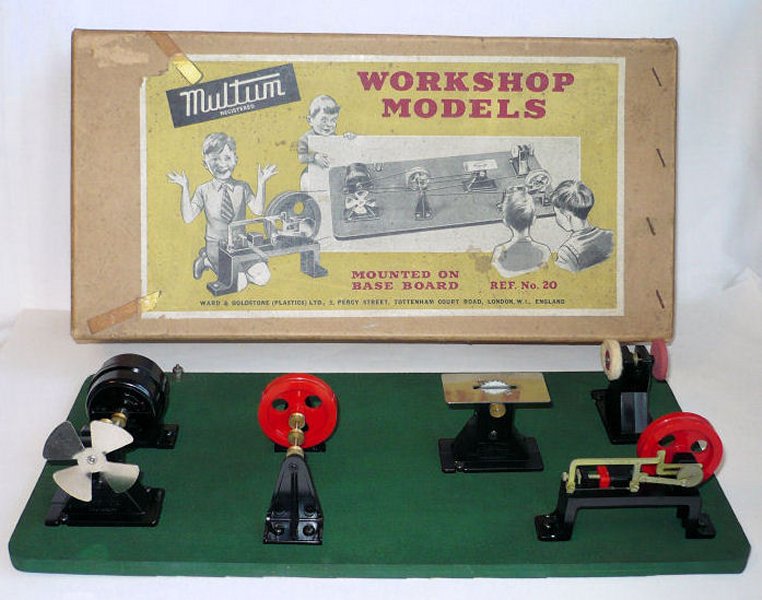 Multum
REGISTERED
WORKSHOP
MODELS
MOUNTED ON
BASE BOARD
REF. No. 20
WARD & GOLDSTONE (PLASTICS) LTD., 3, PERCY STREET, TOTTENHAM COURT ROAD, LONDON, W.1., ENGLAND